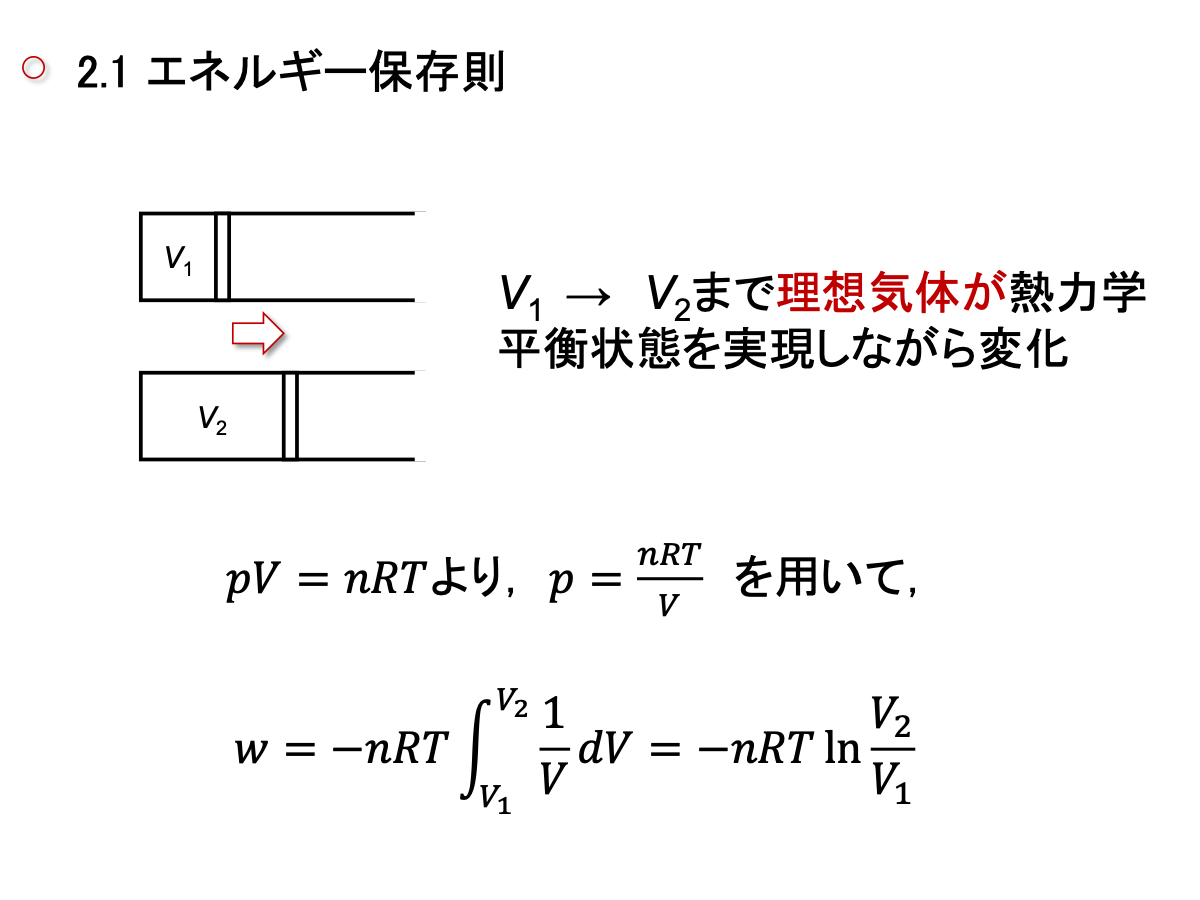 2.1 エネルギー保存則
V₁
V₁ → V₂まで理想気体が熱力学
平衡状態を実現しながら変化
V₂
pV = nRTより, p = nRT/V を用いて,
w = −nRT ∫_{V₁}^{V₂} 1/V dV = −nRT ln V₂/V₁